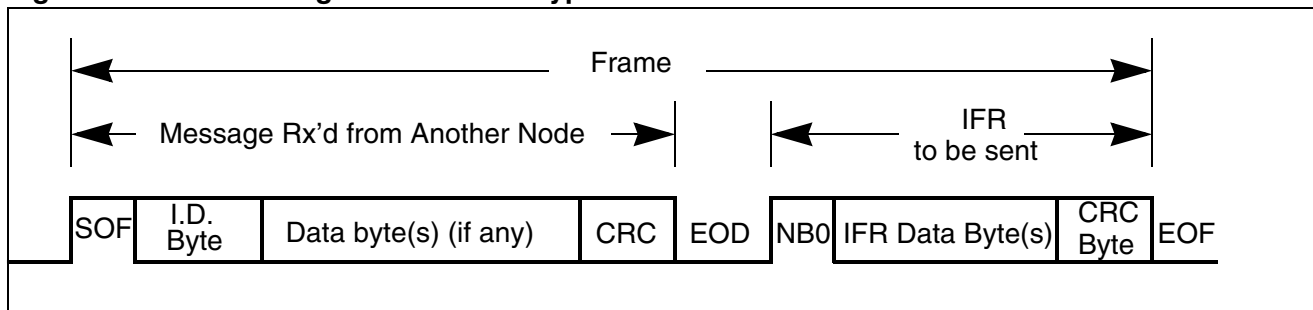 Frame
Message Rx'd from Another Node
IFR
to be sent
SOF
I.D.
Byte
Data byte(s) (if any)
CRC
EOD
NB0
IFR Data Byte(s)
CRC
Byte
EOF